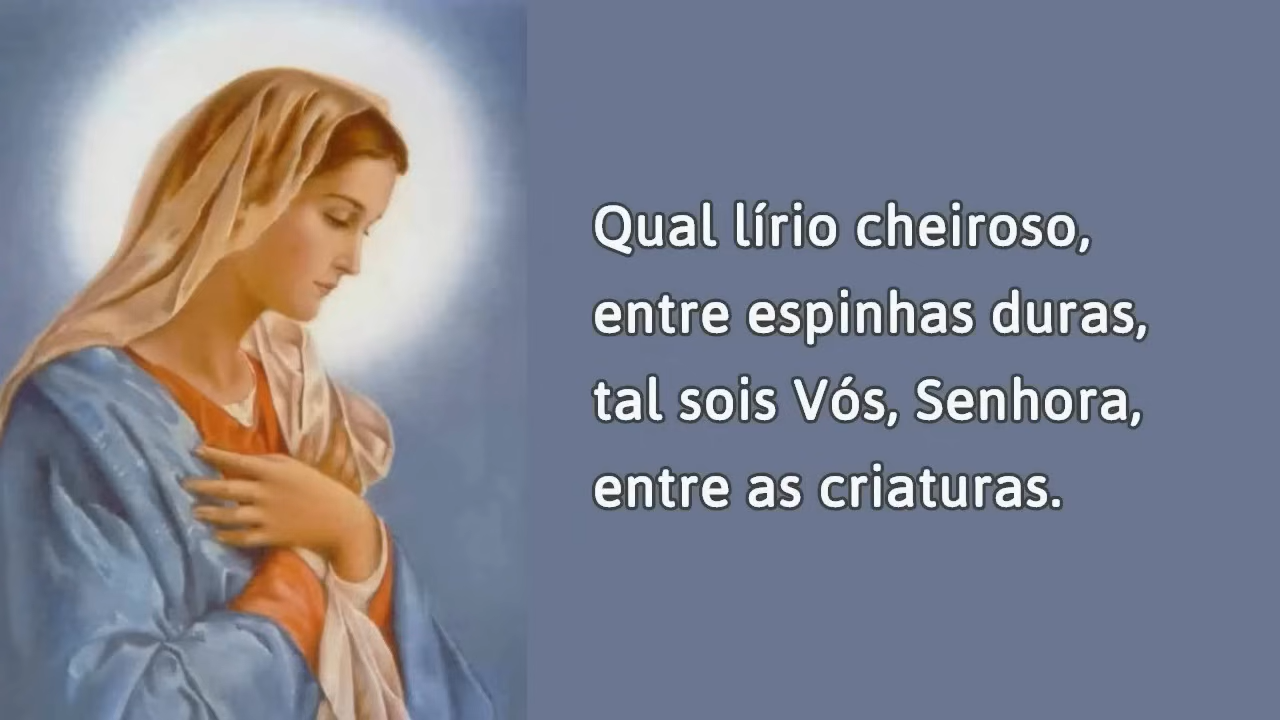 Qual lírio cheiroso,
entre espinhas duras,
tal sois Vós, Senhora,
entre as criaturas.